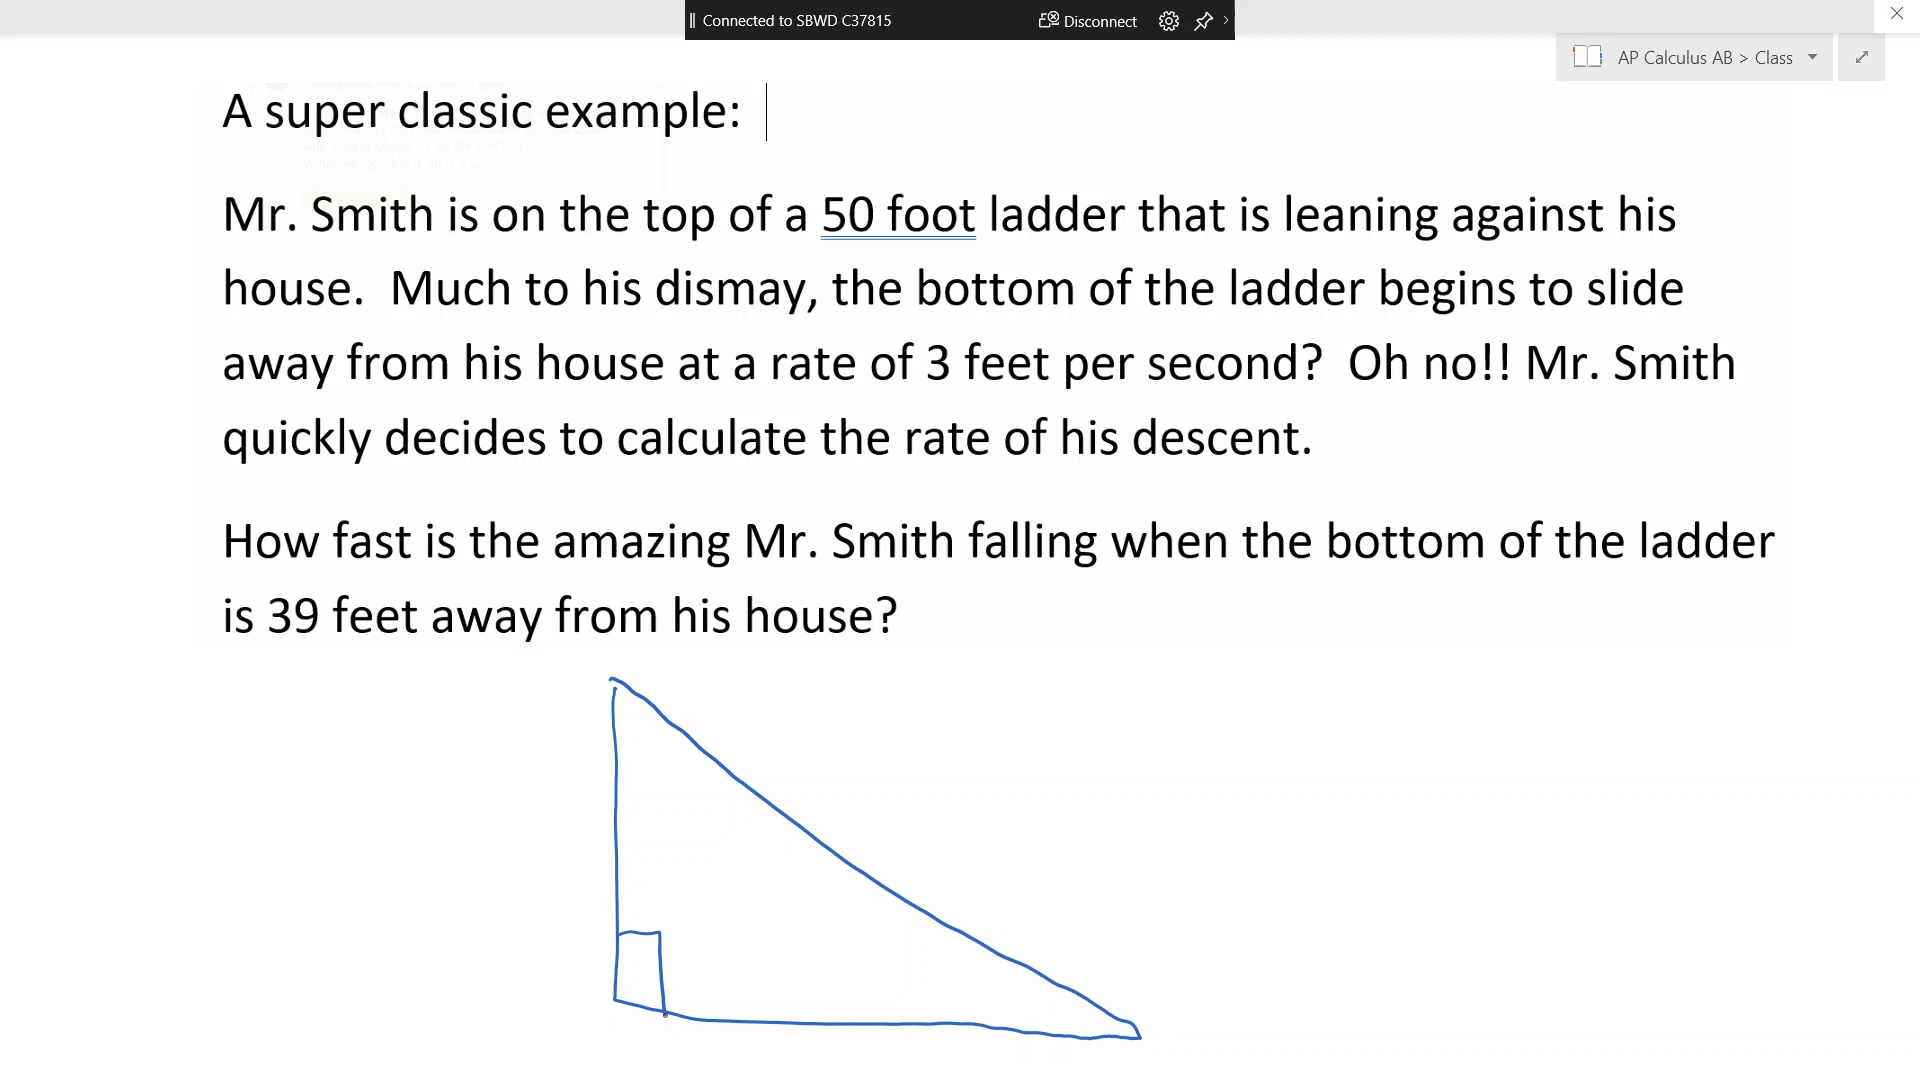 Connected to SBWD C37815 Disconnect
AP Calculus AB > Class
A super classic example:
Mr. Smith is on the top of a 50 foot ladder that is leaning against his
house. Much to his dismay, the bottom of the ladder begins to slide
away from his house at a rate of 3 feet per second? Oh no!! Mr. Smith
quickly decides to calculate the rate of his descent.
How fast is the amazing Mr. Smith falling when the bottom of the ladder
is 39 feet away from his house?